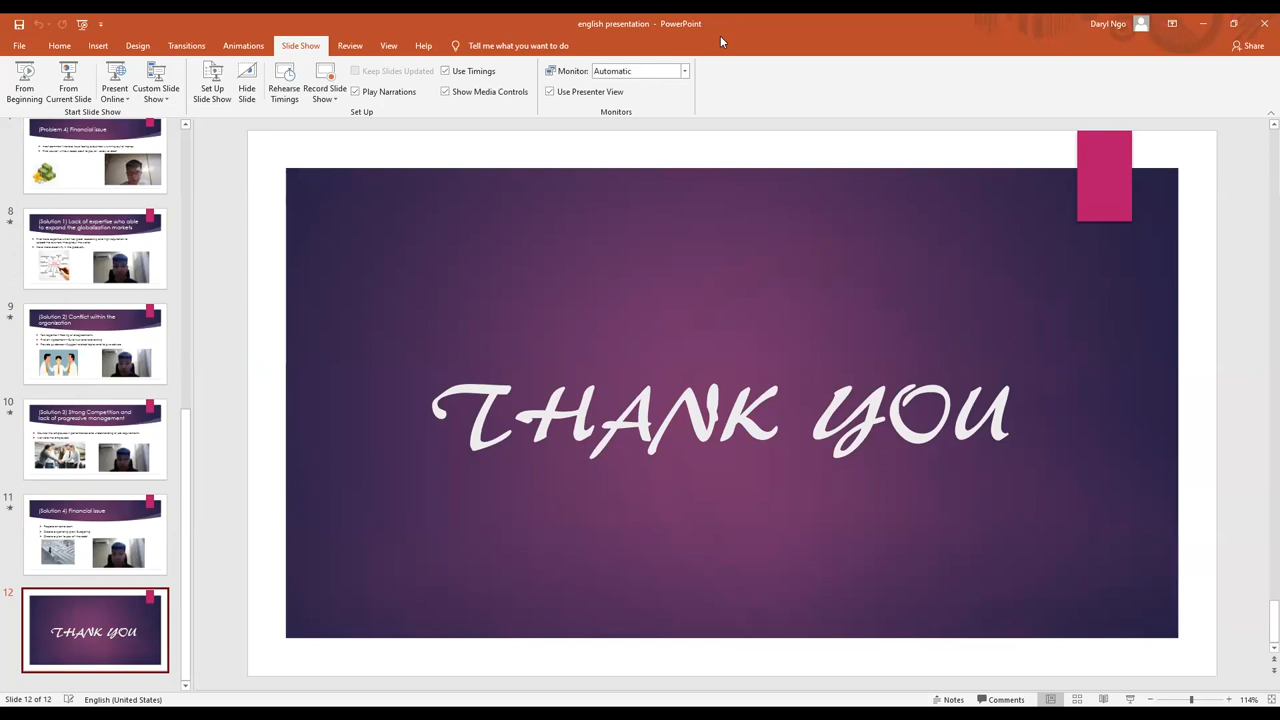 english presentation - PowerPoint
Daryl Ngo
File Home Insert Design Transitions Animations Slide Show Review View Help Tell me what you want to do Share
From Beginning
From Current Slide
Present Online
Custom Slide Show
Start Slide Show
Set Up Slide Show
Hide Slide
Rehearse Timings
Record Slide Show
Keep Slides Updated
Play Narrations
Use Timings
Show Media Controls
Set Up
Monitor: Automatic
Use Presenter View
Monitors
(Problem 4) Financial issue
8
(Solution 1) Lack of expertise who able
to expand the globalization markets
9
(Solution 2) Conflict within the
organisation
10
(Solution 3) Strong Competition and
lack of progressive management
11
(Solution 4) Financial issue
12
THANK YOU
THANK YOU
Slide 12 of 12 English (United States) Notes Comments 114%